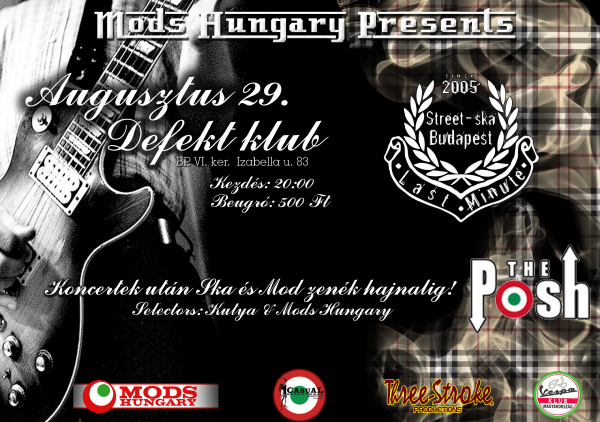 Mods Hungary Presents
Augusztus 29.
Defekt klub
BP. VI. ker. Izabella u. 83
Kezdés: 20:00
Beugró: 500 Ft
since
2005
Street-ska
Budapest
Last Minute
THE
Posh
Koncertek után Ska és Mod zenék hajnalig!
Selectors: Kutya & Mods Hungary
MODS
HUNGARY
CASUAL
Three-Stroke
PRODUCTIONS
Vespa
KLUB
MAGYARORSZÁG